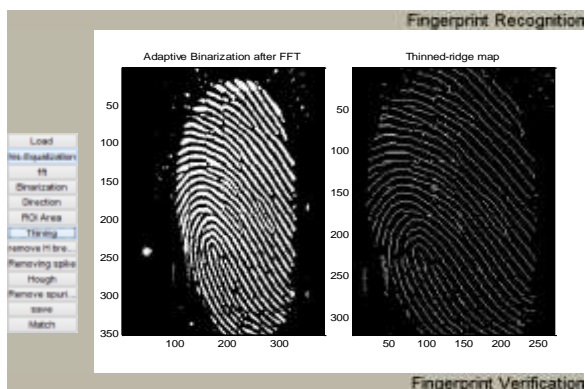 Fingerprint Recognition
Adaptive Binarization after FFT
Thinned-ridge map
50
100
150
200
250
300
350
100
200
300
50
100
150
200
250
300
50
100
150
200
250
Load
his-Equalization
fft
Binarization
Direction
ROI Area
Thining
remove H bre...
Removing spike
Hough
Remove spuri...
save
Match
Fingerprint Verification